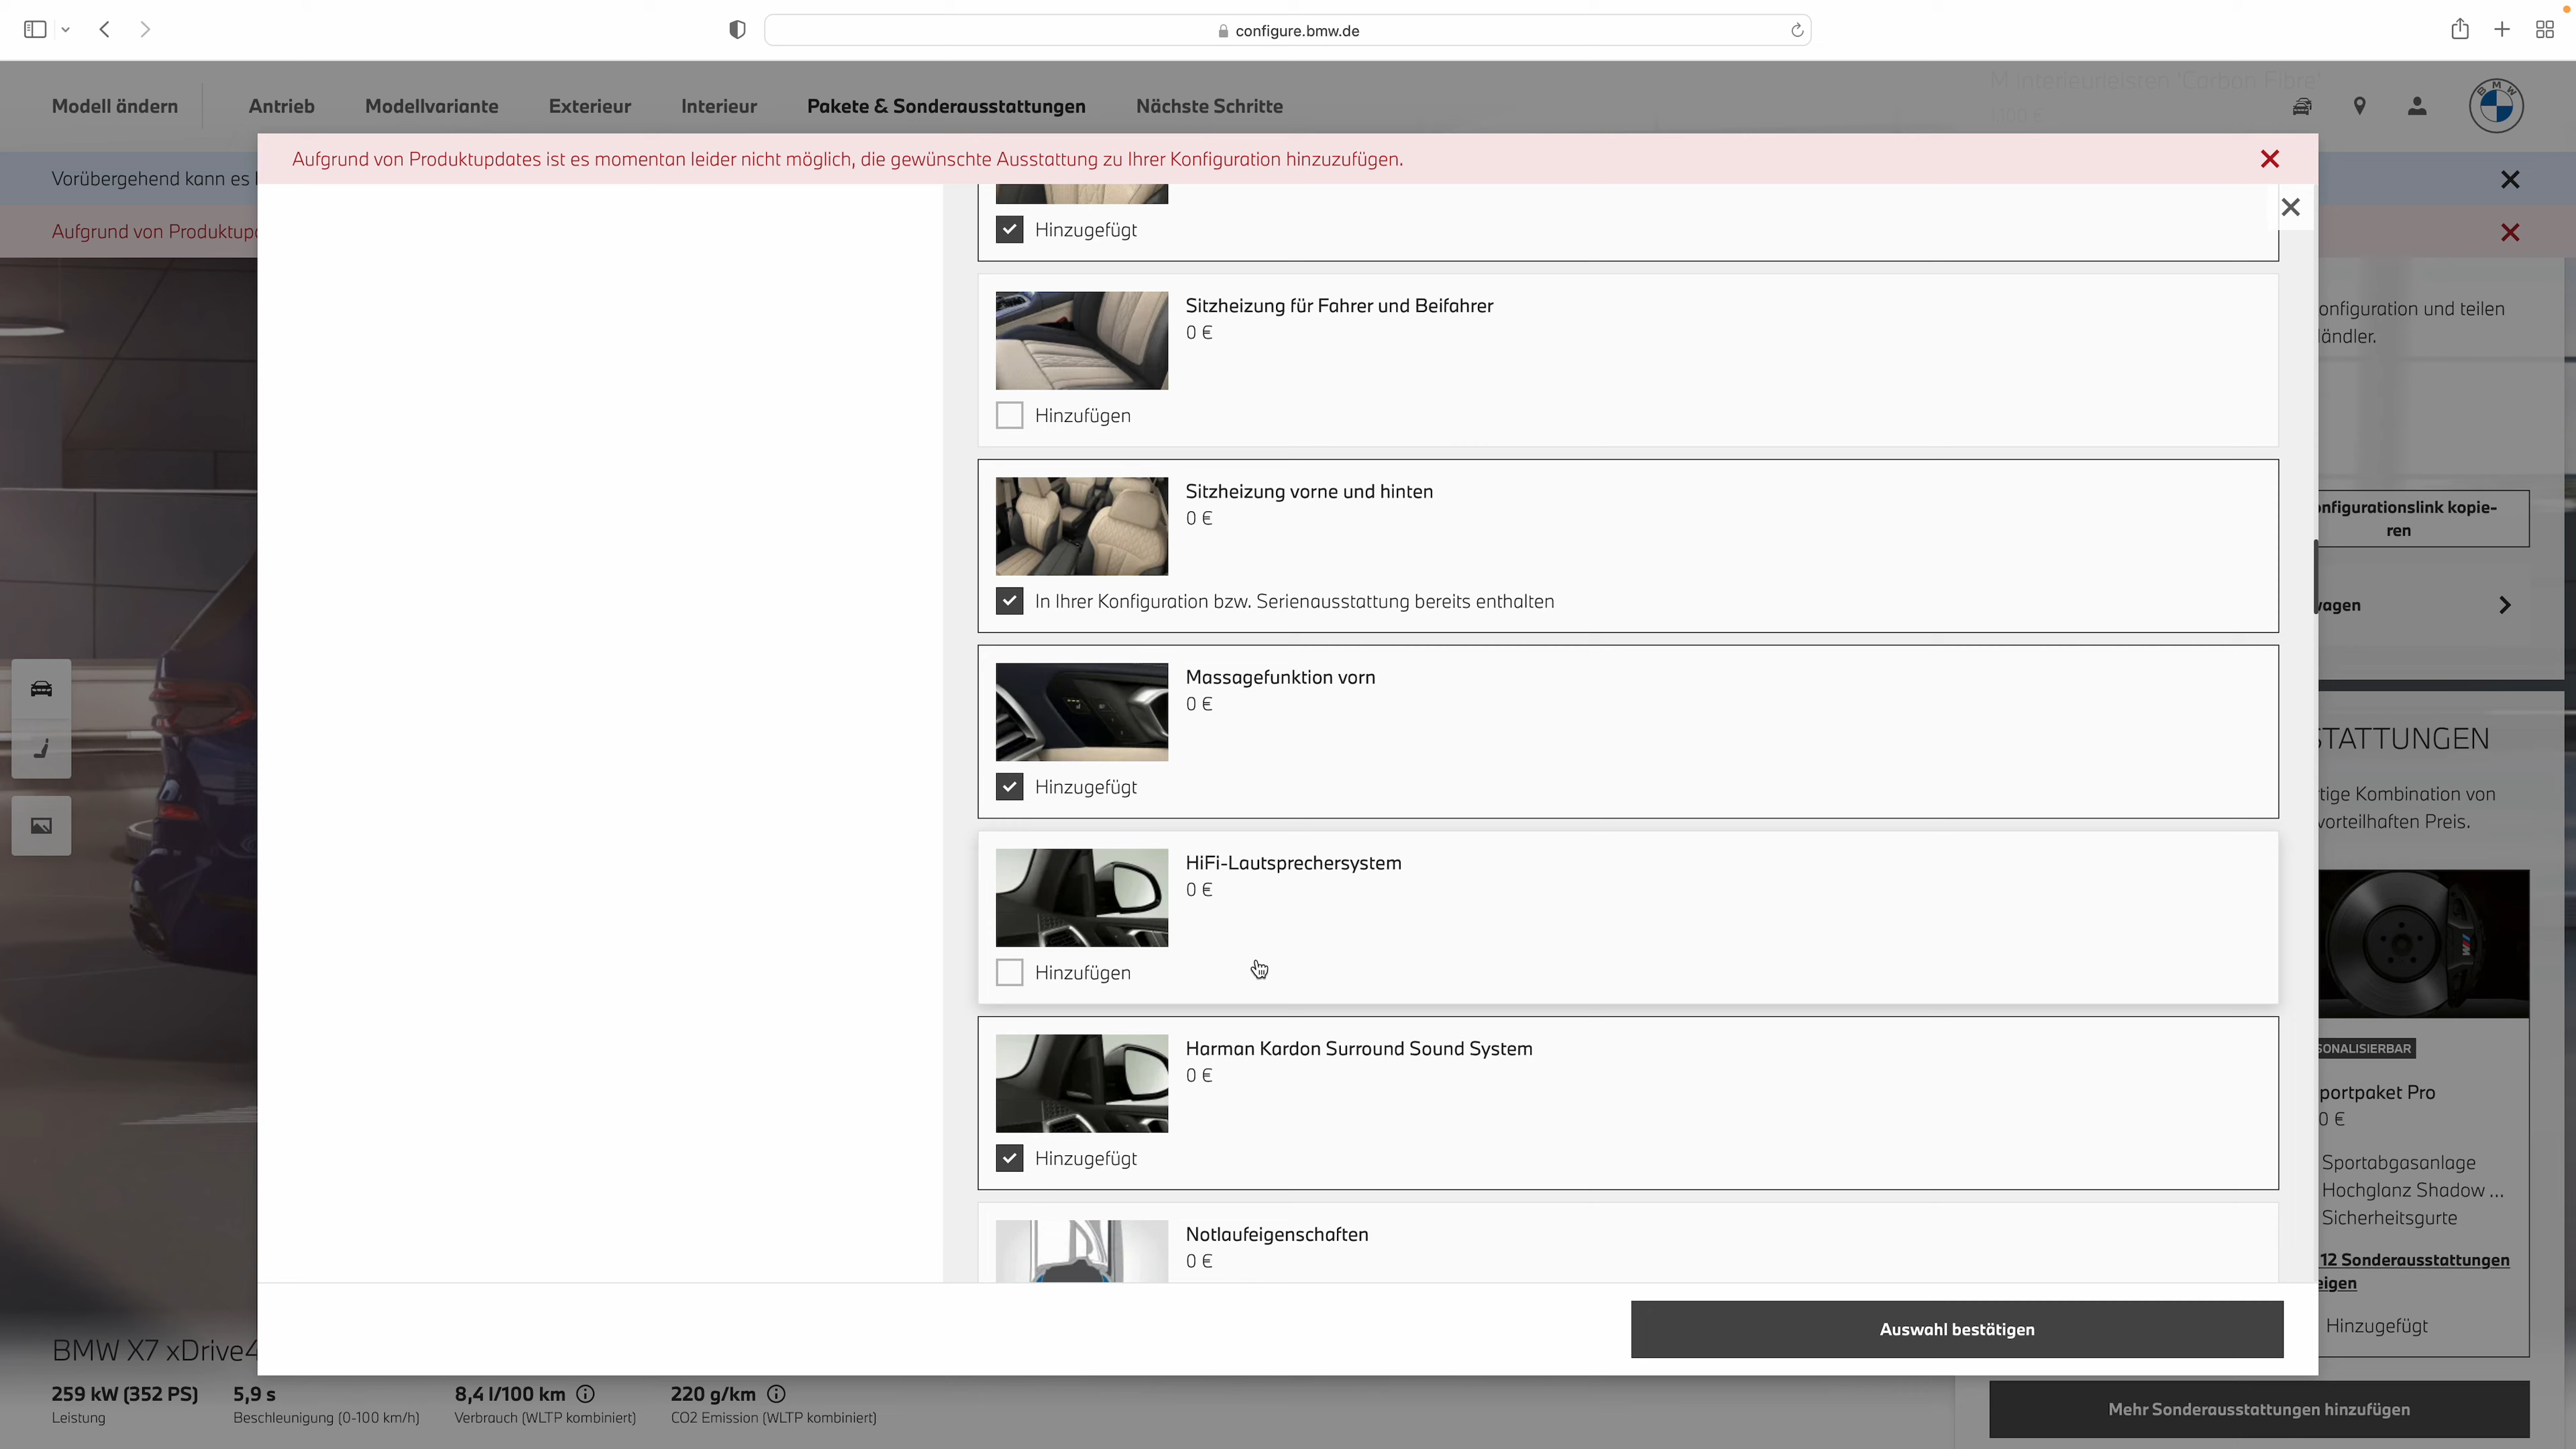 configure.bmw.de
M Interieurleisten 'Carbon Fibre'
Modell ändern
Antrieb
Modellvariante
Exterieur
Interieur
Pakete & Sonderausstattungen
Nächste Schritte
Aufgrund von Produktupdates ist es momentan leider nicht möglich, die gewünschte Ausstattung zu Ihrer Konfiguration hinzuzufügen.
Vorübergehend kann es
Aufgrund von Produktupd
Hinzugefügt
Sitzheizung für Fahrer und Beifahrer
0 €
Hinzufügen
Sitzheizung vorne und hinten
0 €
In Ihrer Konfiguration bzw. Serienausstattung bereits enthalten
Massagefunktion vorn
0 €
Hinzugefügt
HiFi-Lautsprechersystem
0 €
Hinzufügen
Harman Kardon Surround Sound System
0 €
Hinzugefügt
Notlaufeigenschaften
0 €
Auswahl bestätigen
onfiguration und teilen
ändler.
onfigurationslink kopie-
ren
wagen
STATTUNGEN
tige Kombination von
vorteilhaften Preis.
SONALISIERBAR
portpaket Pro
0 €
Sportabgasanlage
Hochglanz Shadow ...
Sicherheitsgurte
12 Sonderausstattungen
eigen
Hinzugefügt
Mehr Sonderausstattungen hinzufügen
BMW X7 xDrive4
259 kW (352 PS)
Leistung
5,9 s
Beschleunigung (0-100 km/h)
8,4 l/100 km
Verbrauch (WLTP kombiniert)
220 g/km
CO2 Emission (WLTP kombiniert)